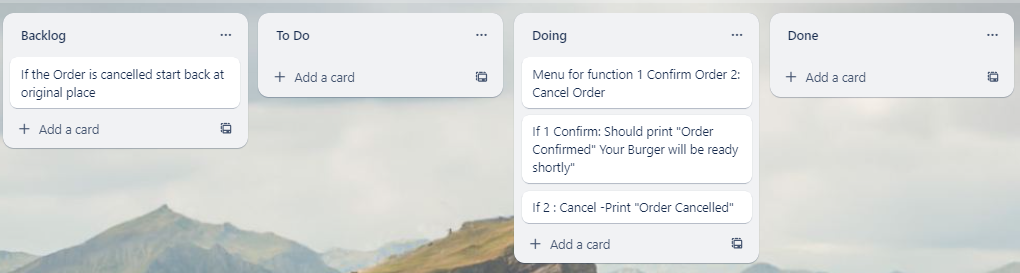 Backlog
If the Order is cancelled start back at
original place
Add a card
To Do
Add a card
Doing
Menu for function 1 Confirm Order 2:
Cancel Order
If 1 Confirm: Should print "Order
Confirmed" Your Burger will be ready
shortly"
If 2 : Cancel -Print "Order Cancelled"
Add a card
Done
Add a card